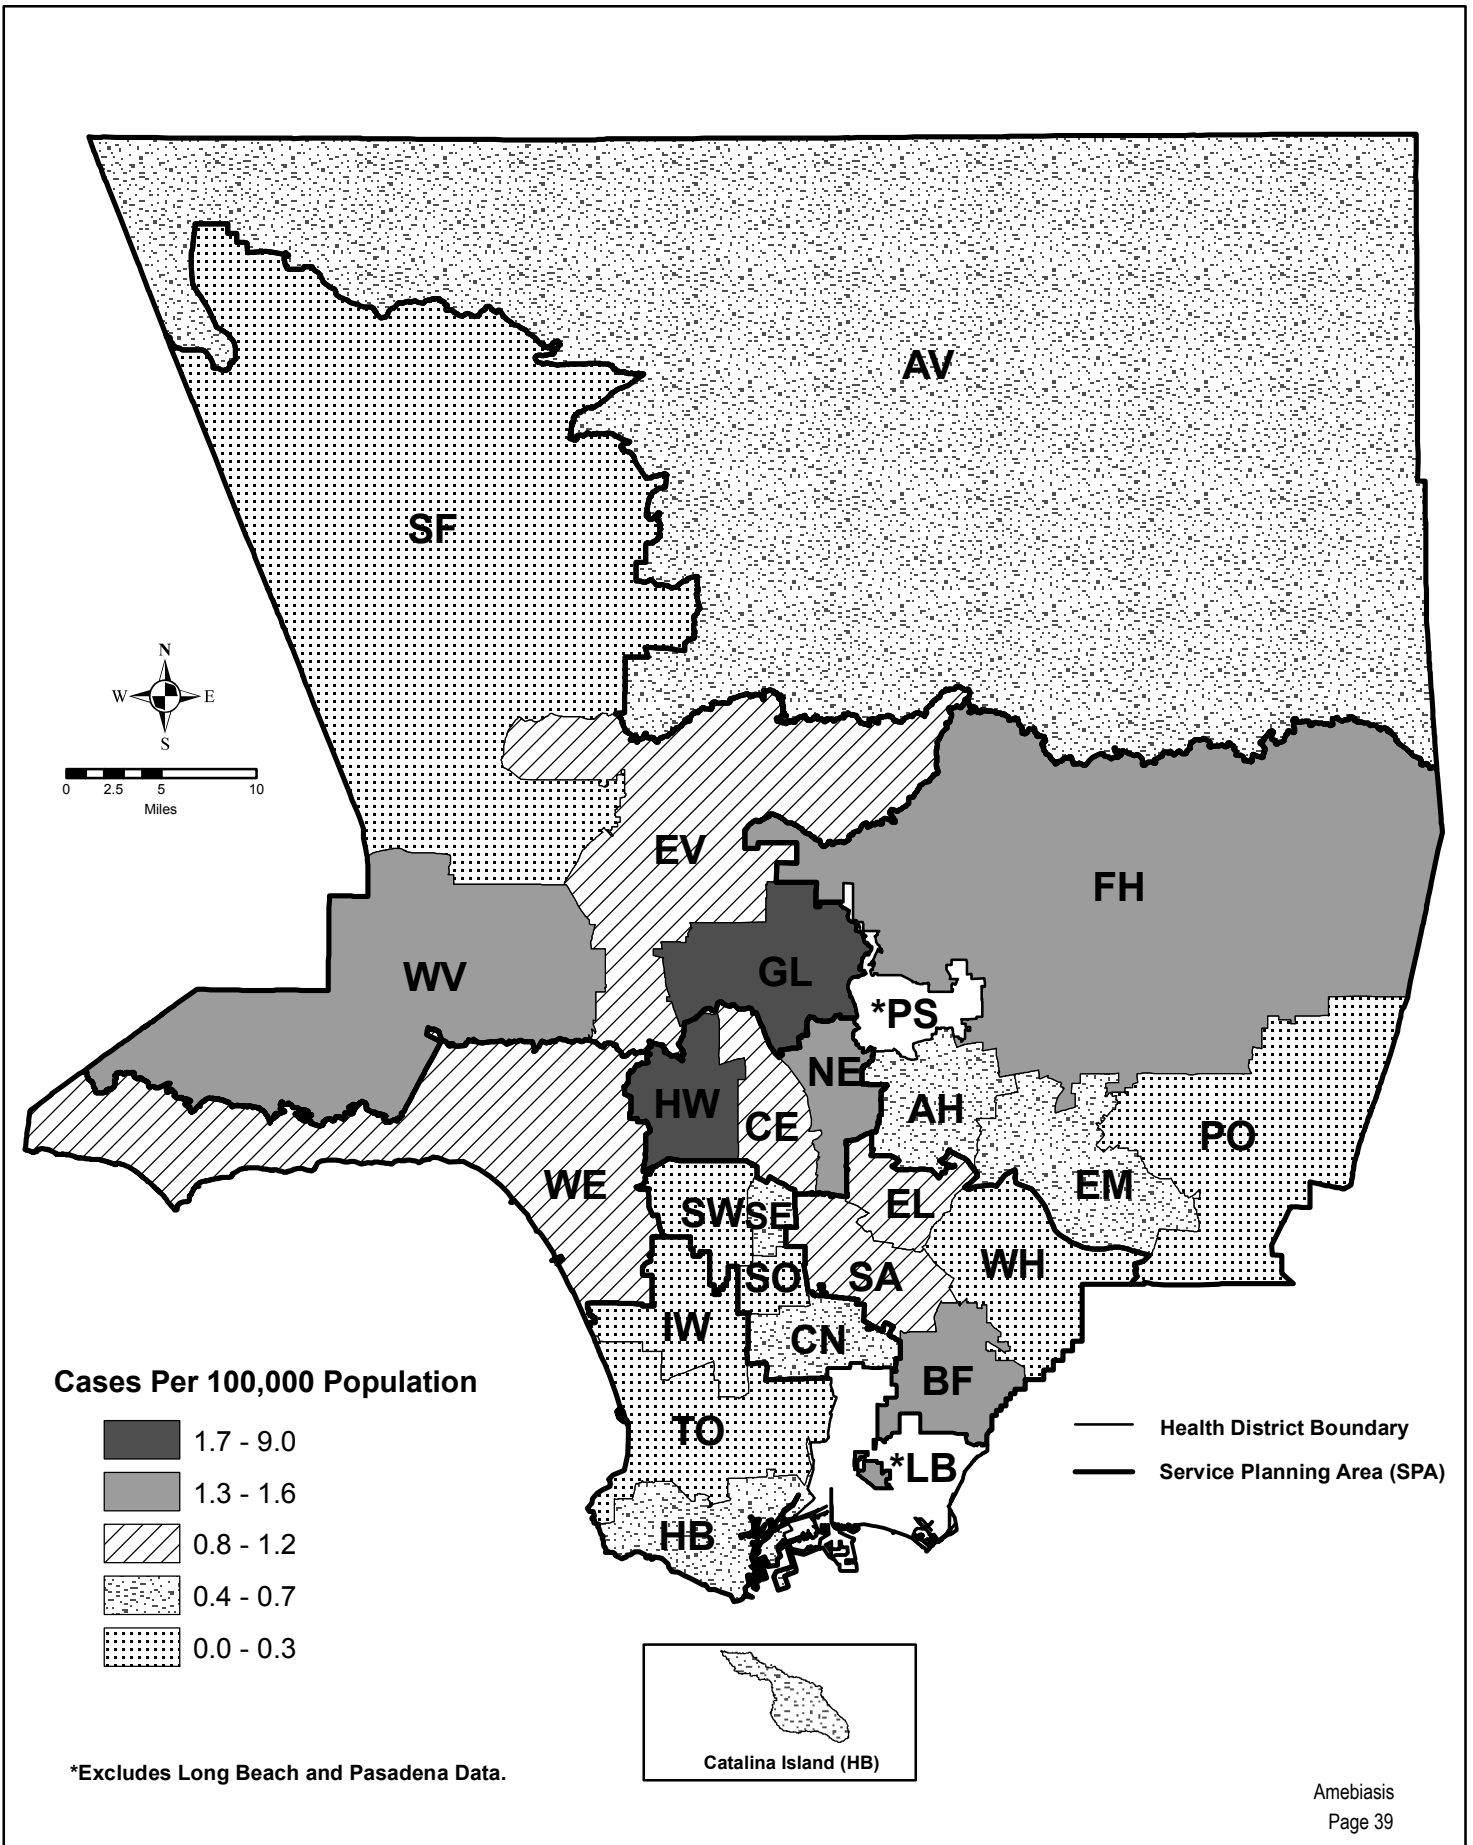 AV
SF
N
W E
S
0 2.5 5 10
Miles
EV
FH
WV
GL
*PS
NE
HW
AH
CE
PO
WE
EM
EL
SW
SE
WH
SO
SA
IW
CN
BF
Cases Per 100,000 Population
1.7 - 9.0
1.3 - 1.6
0.8 - 1.2
0.4 - 0.7
0.0 - 0.3
TO
*LB
HB
Health District Boundary
Service Planning Area (SPA)
Catalina Island (HB)
*Excludes Long Beach and Pasadena Data.
Amebiasis
Page 39